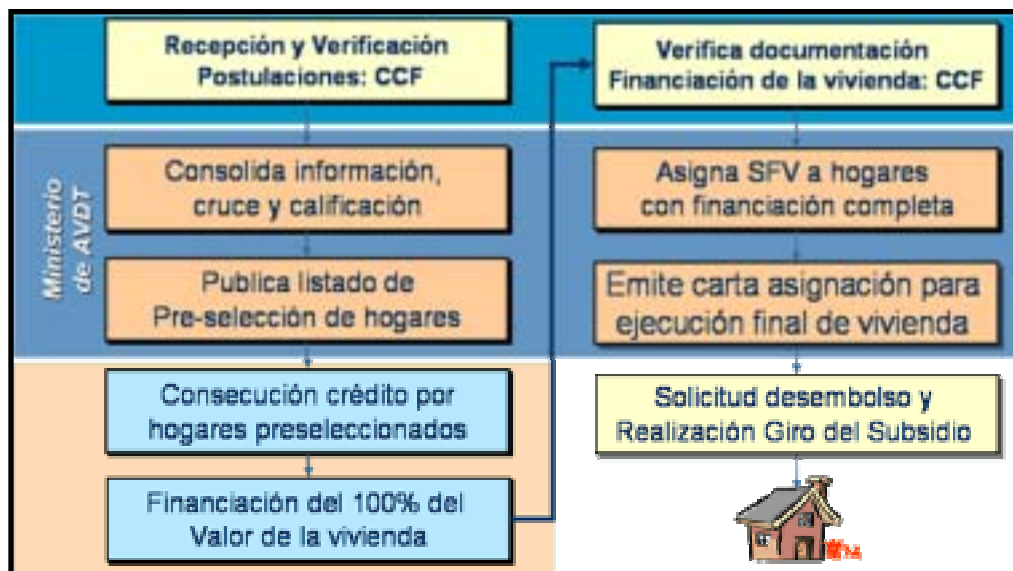 Recepción y Verificación
Postulaciones: CCF
Ministerio
de AVDT
Consolida información,
cruce y calificación
Publica listado de
Pre-selección de hogares
Consecución crédito por
hogares preseleccionados
Financiación del 100% del
Valor de la vivienda
Verifica documentación
Financiación de la vivienda: CCF
Asigna SFV a hogares
con financiación completa
Emite carta asignación para
ejecución final de vivienda
Solicitud desembolso y
Realización Giro del Subsidio